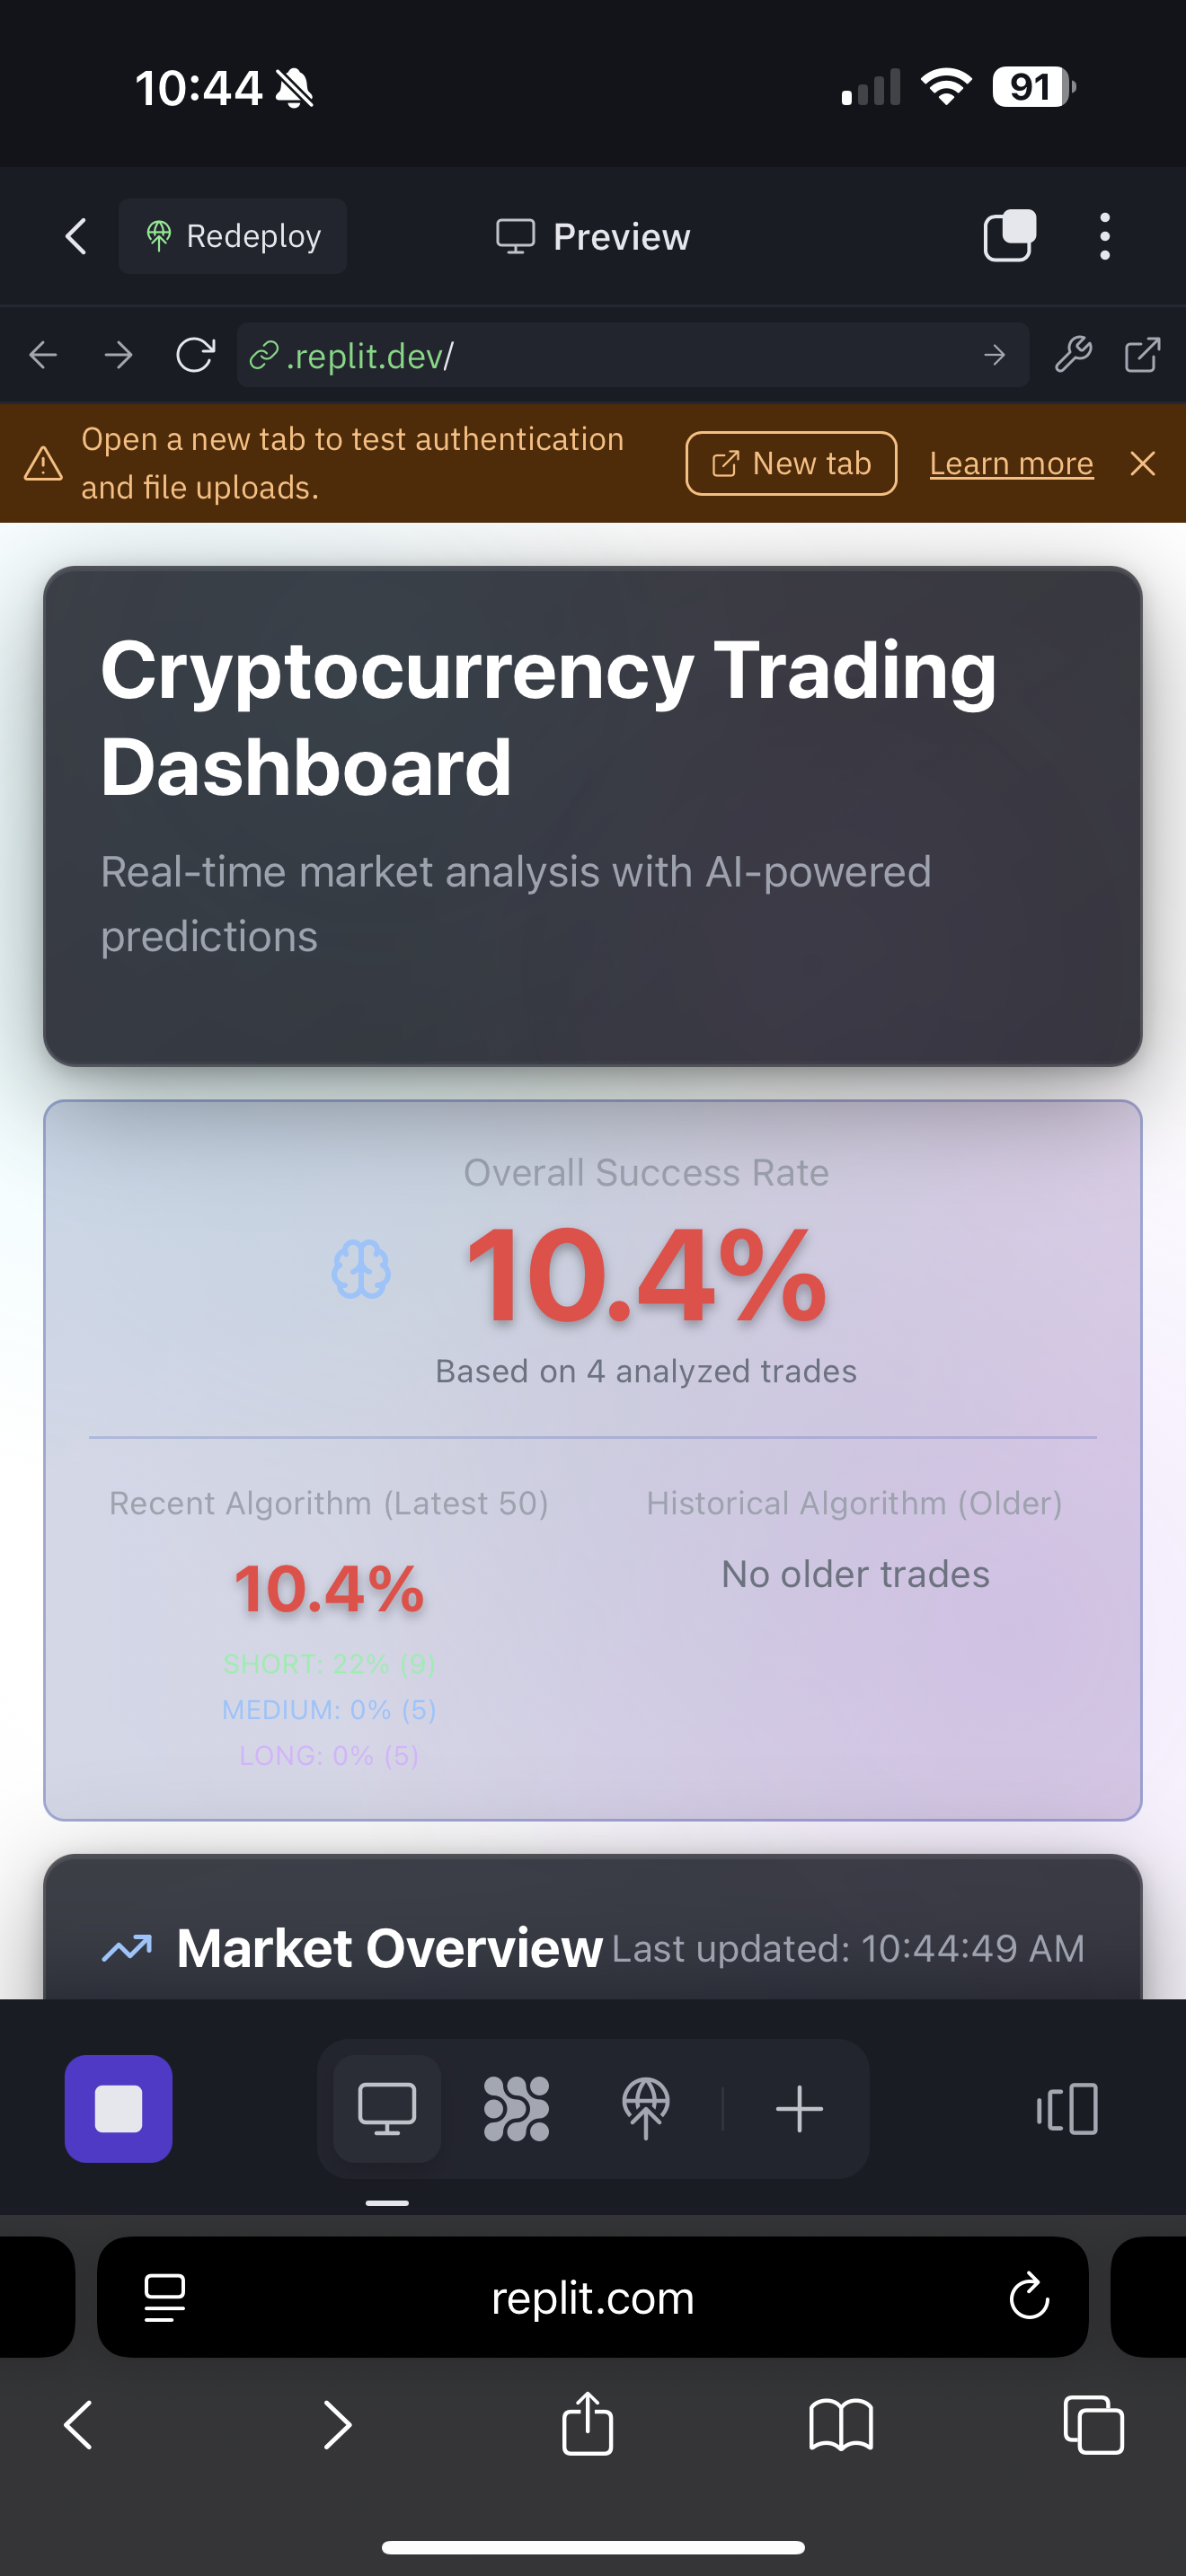 10:44
91
Redeploy
Preview
.replit.dev/
Open a new tab to test authentication
and file uploads.
New tab
Learn more
Cryptocurrency Trading
Dashboard
Real-time market analysis with AI-powered
predictions
Overall Success Rate
10.4%
Based on 4 analyzed trades
Recent Algorithm (Latest 50)
10.4%
SHORT: 22% (9)
MEDIUM: 0% (5)
LONG: 0% (5)
Historical Algorithm (Older)
No older trades
Market Overview
Last updated: 10:44:49 AM
replit.com